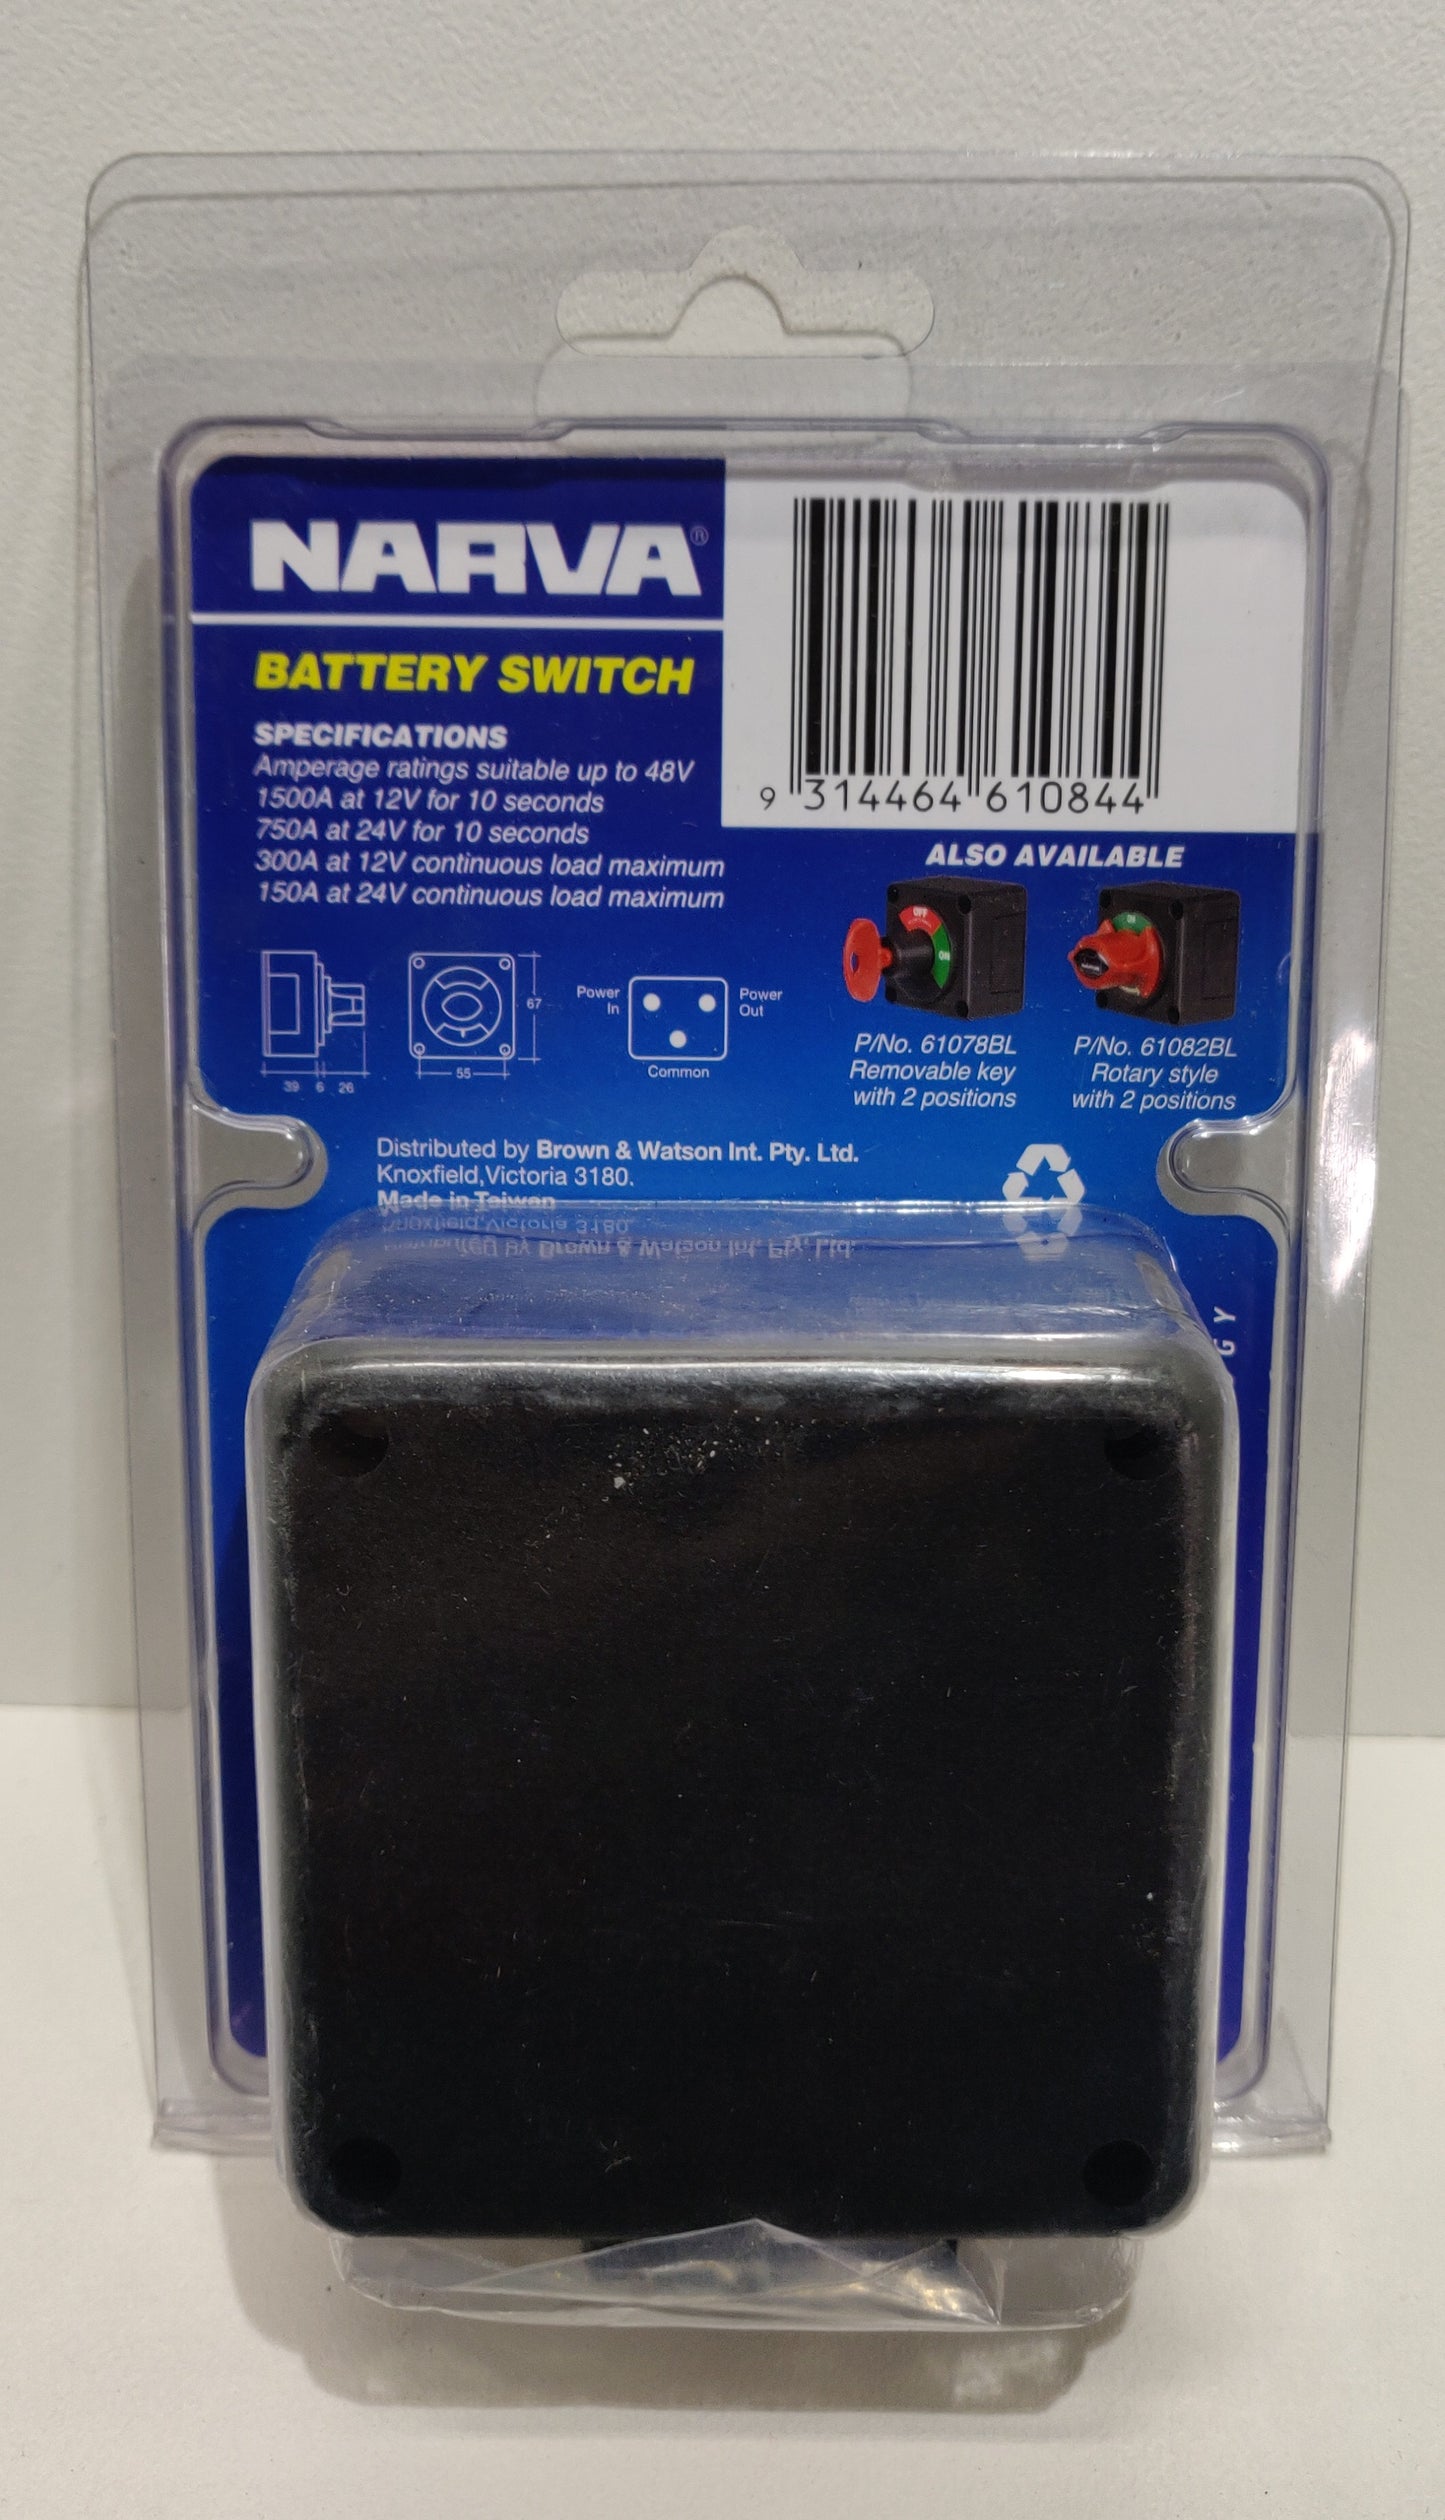 NARVA®
BATTERY SWITCH
SPECIFICATIONS
Amperage ratings suitable up to 48V
1500A at 12V for 10 seconds
750A at 24V for 10 seconds
300A at 12V continuous load maximum
150A at 24V continuous load maximum
9 314464 610844
ALSO AVAILABLE
OFF
ON
ON
P/No. 61078BL
Removable key
with 2 positions
P/No. 61082BL
Rotary style
with 2 positions
39 6 26
67
55
Power
In
Power
Out
Common
Distributed by Brown & Watson Int. Pty. Ltd.
Knoxfield,Victoria 3180.
Made in Taiwan
G Y